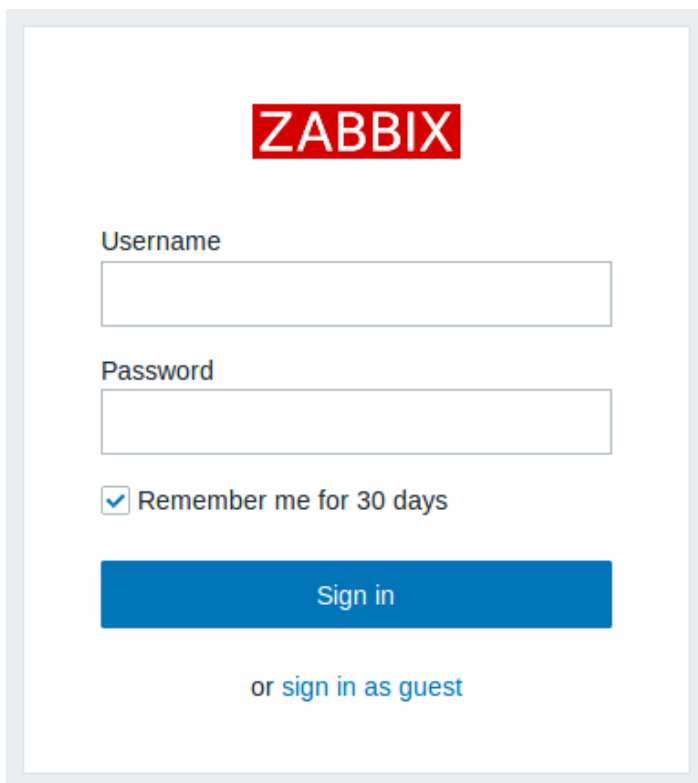 ZABBIX
Username
Password
Remember me for 30 days
Sign in
or sign in as guest